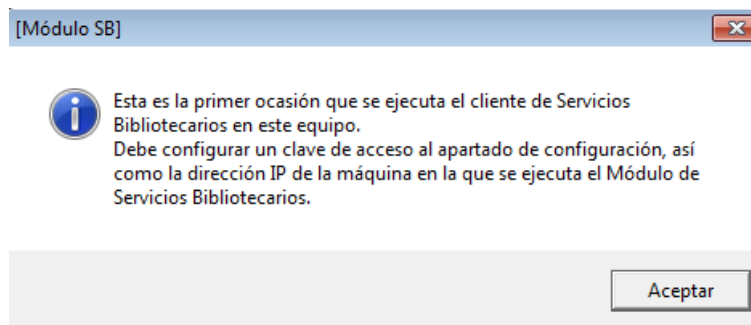 [Módulo SB]
Esta es la primer ocasión que se ejecuta el cliente de Servicios
Bibliotecarios en este equipo.
Debe configurar un clave de acceso al apartado de configuración, así
como la dirección IP de la máquina en la que se ejecuta el Módulo de
Servicios Bibliotecarios.
Aceptar